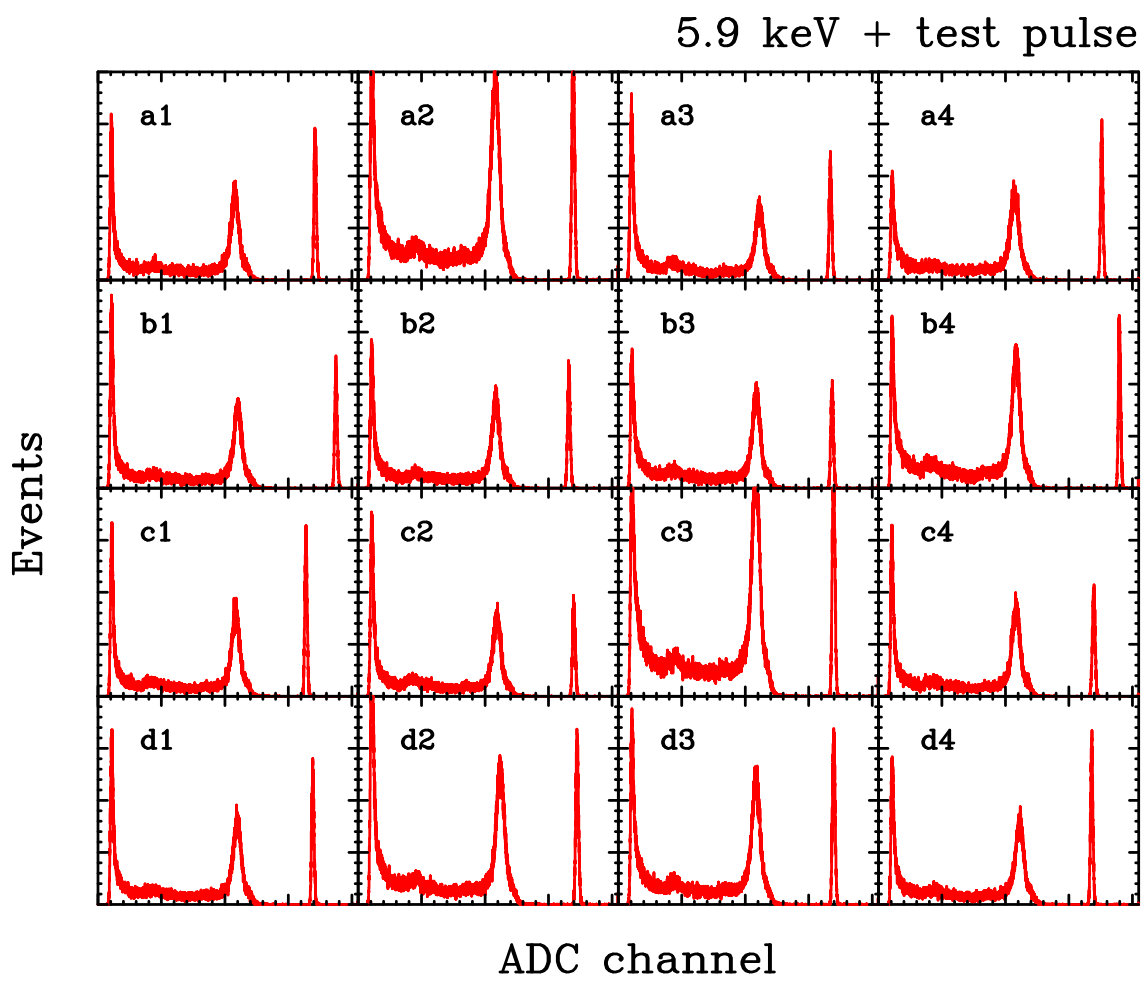 5.9 keV + test pulse
a1 a2 a3 a4
b1 b2 b3 b4
c1 c2 c3 c4
d1 d2 d3 d4
Events
ADC channel